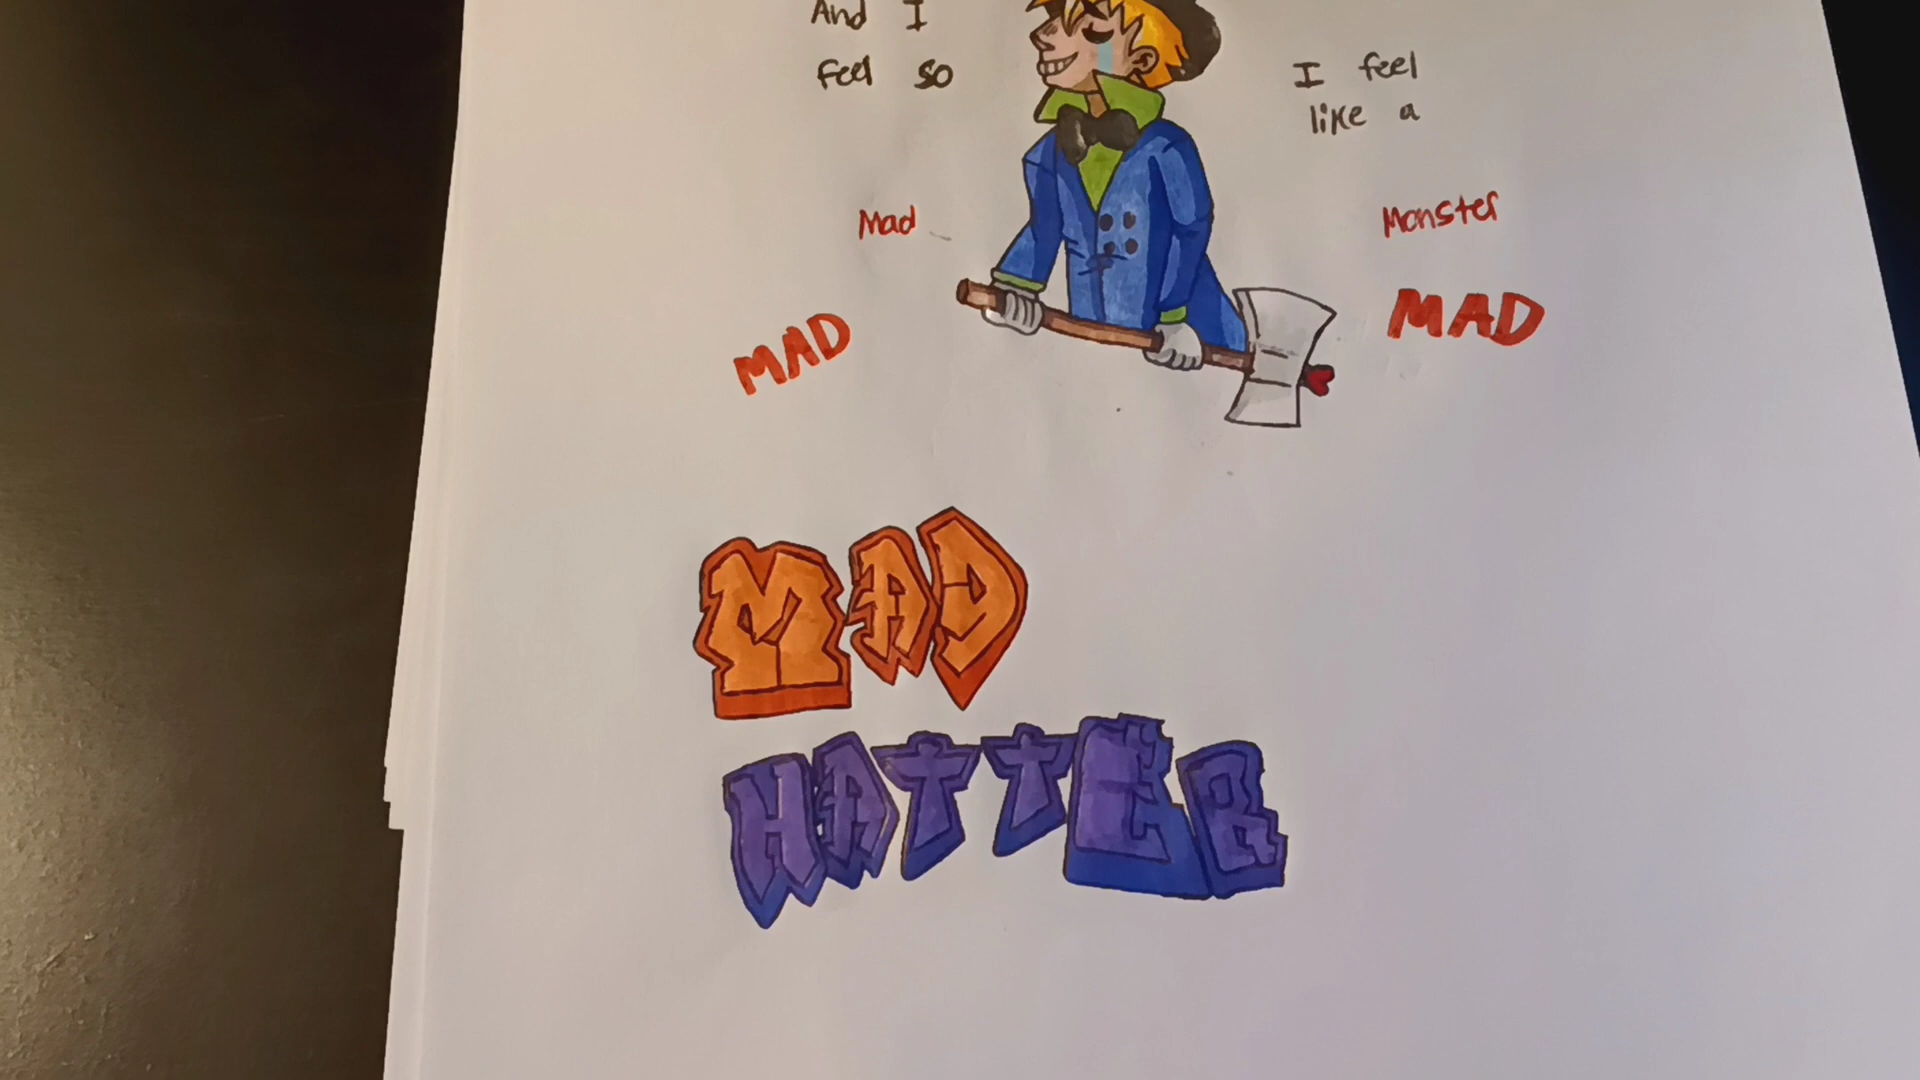 And I
feel so
I feel
like a
Mad
Monster
MAD
MAD
MAD
HATTER